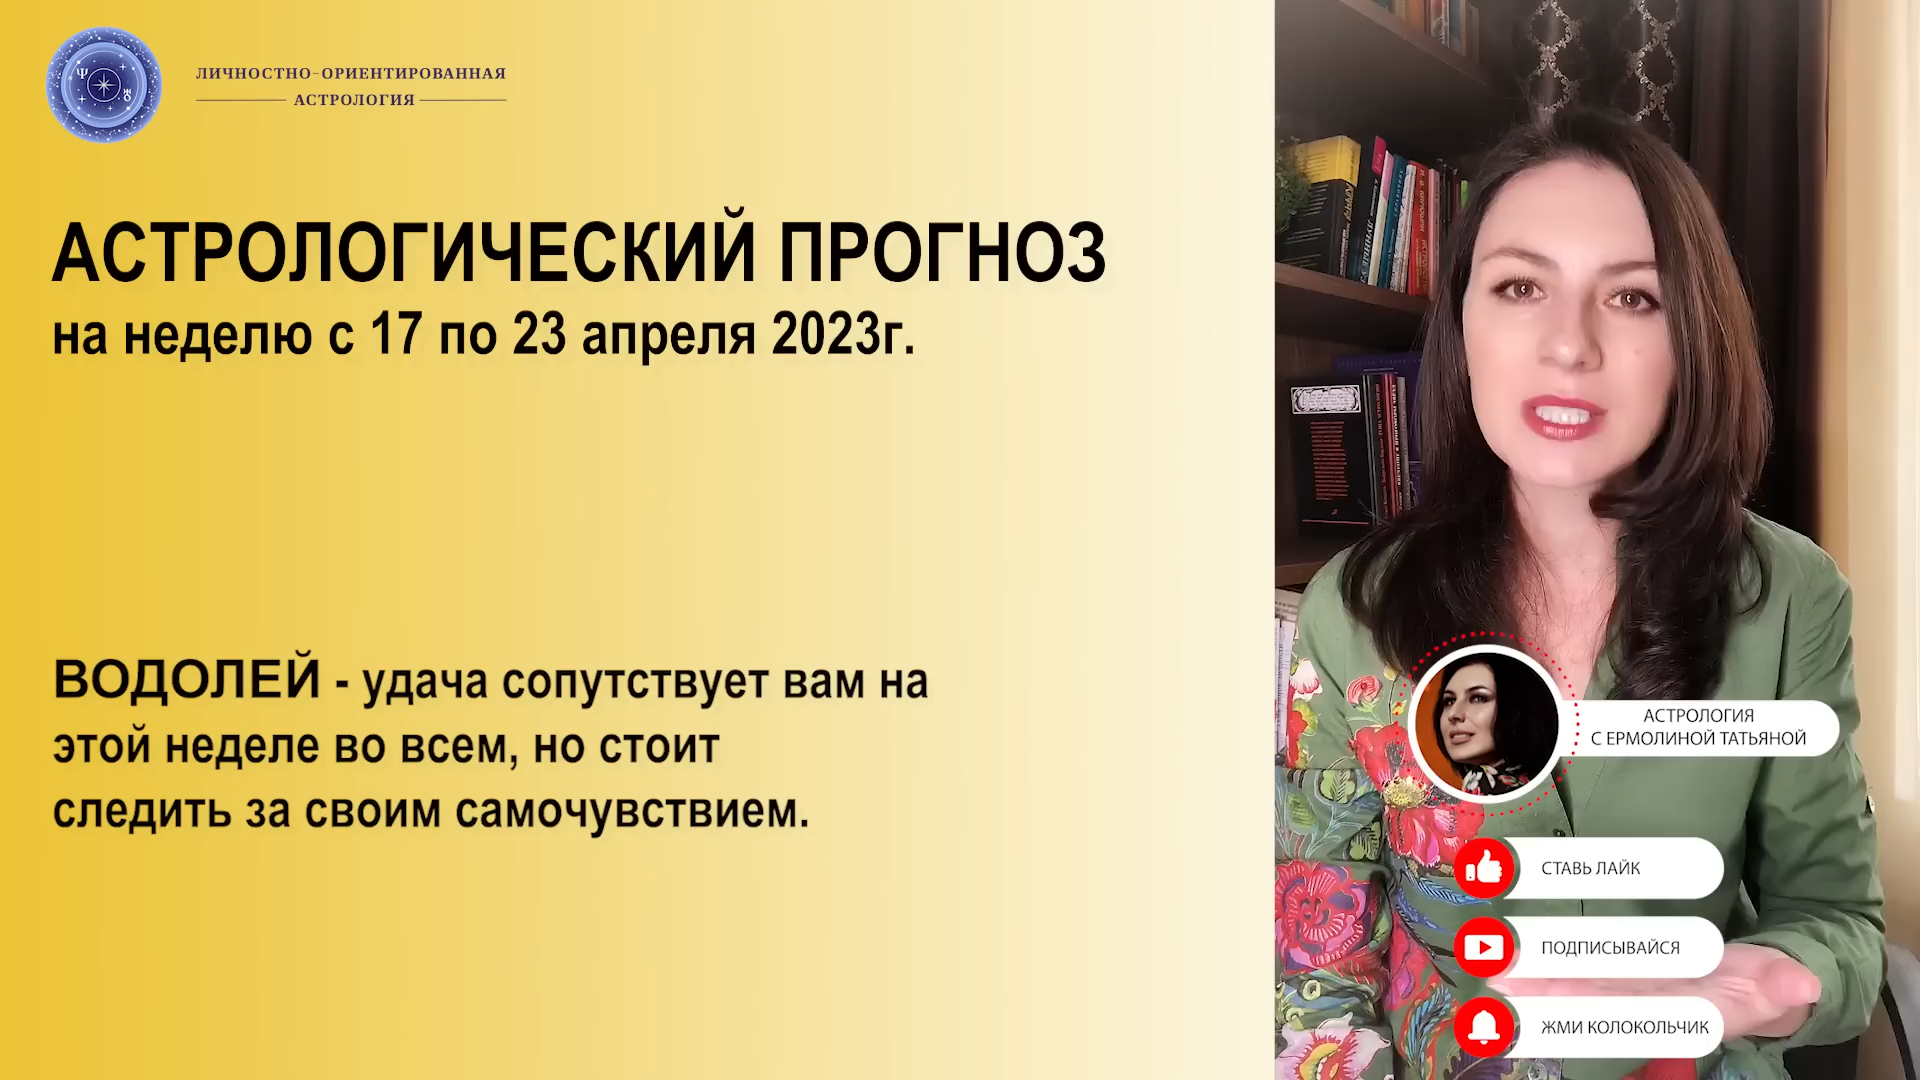 ЛИЧНОСТНО-ОРИЕНТИРОВАННАЯ
АСТРОЛОГИЯ
АСТРОЛОГИЧЕСКИЙ ПРОГНОЗ
на неделю с 17 по 23 апреля 2023г.
ВОДОЛЕЙ - удача сопутствует вам на
этой неделе во всем, но стоит
следить за своим самочувствием.
АСТРОЛОГИЯ
С ЕРМОЛИНОЙ ТАТЬЯНОЙ
СТАВЬ ЛАЙК
ПОДПИСЫВАЙСЯ
ЖМИ КОЛОКОЛЬЧИК